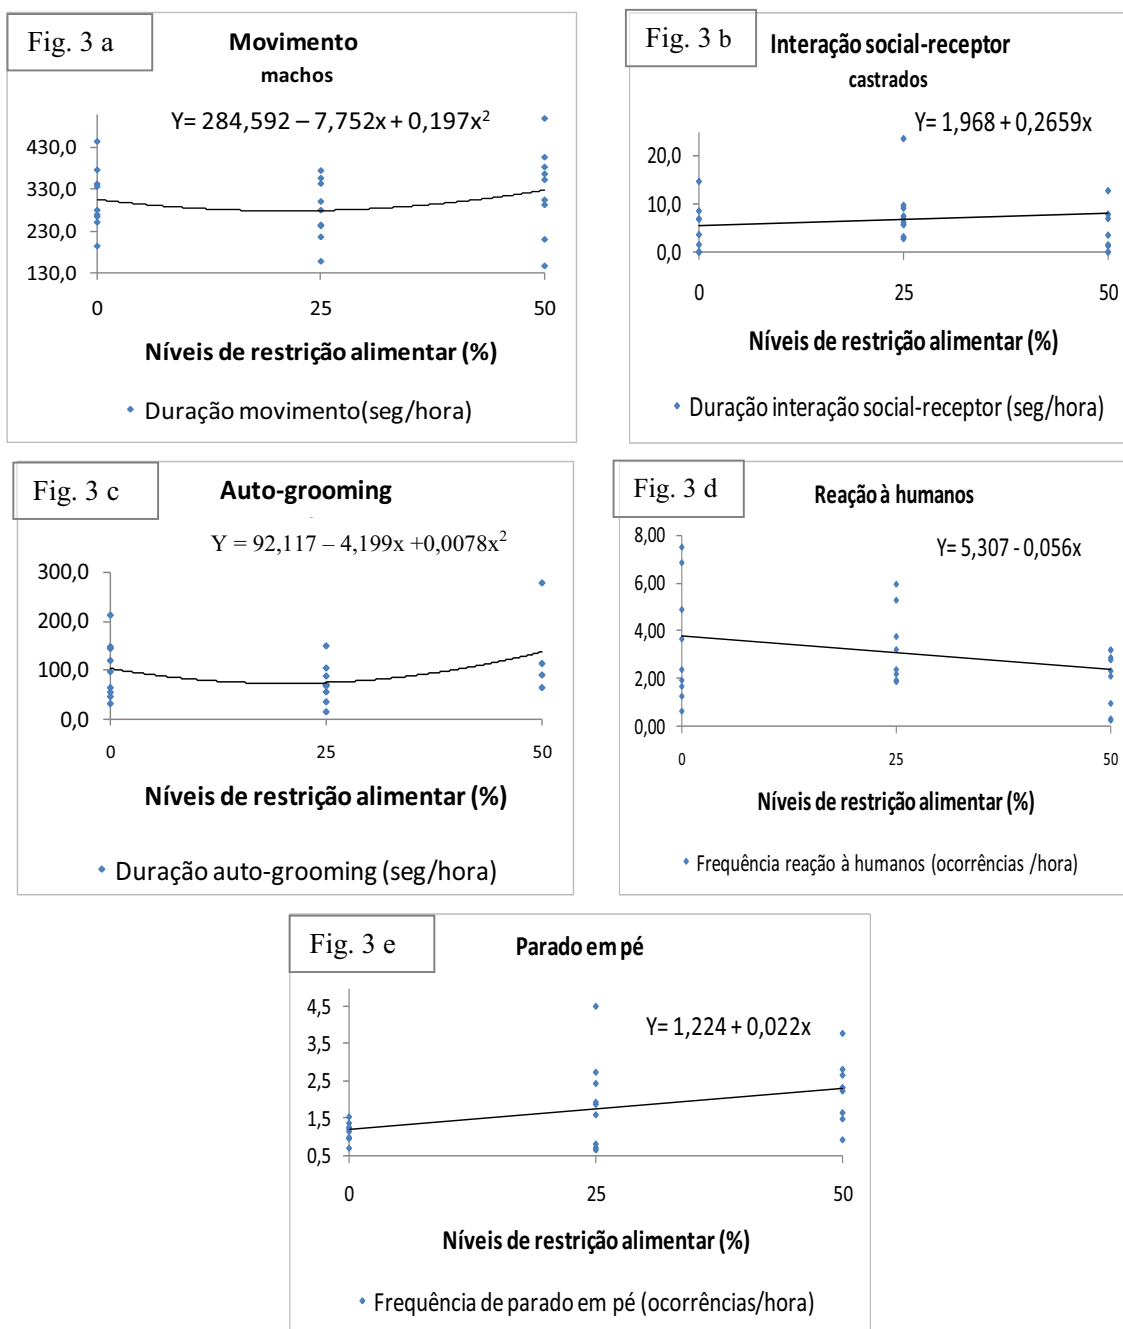 Fig. 3 a
Movimento
machos
Y= 284,592 – 7,752x + 0,197x²
430,0
330,0
230,0
130,0
0 25 50
Níveis de restrição alimentar (%)
Duração movimento(seg/hora)
Fig. 3 b
Interação social-receptor
castrados
Y= 1,968 + 0,2659x
20,0
10,0
0,0
0 25 50
Níveis de restrição alimentar (%)
Duração interação social-receptor (seg/hora)
Fig. 3 c
Auto-grooming
Y = 92,117 – 4,199x +0,0078x²
300,0
200,0
100,0
0,0
0 25 50
Níveis de restrição alimentar (%)
Duração auto-grooming (seg/hora)
Fig. 3 d
Reação à humanos
Y= 5,307 - 0,056x
8,00
6,00
4,00
2,00
0,00
0 25 50
Níveis de restrição alimentar (%)
Frequência reação à humanos (ocorrências /hora)
Fig. 3 e
Parado em pé
Y= 1,224 + 0,022x
4,5
3,5
2,5
1,5
0,5
0 25 50
Níveis de restrição alimentar (%)
Frequência de parado em pé (ocorrências/hora)